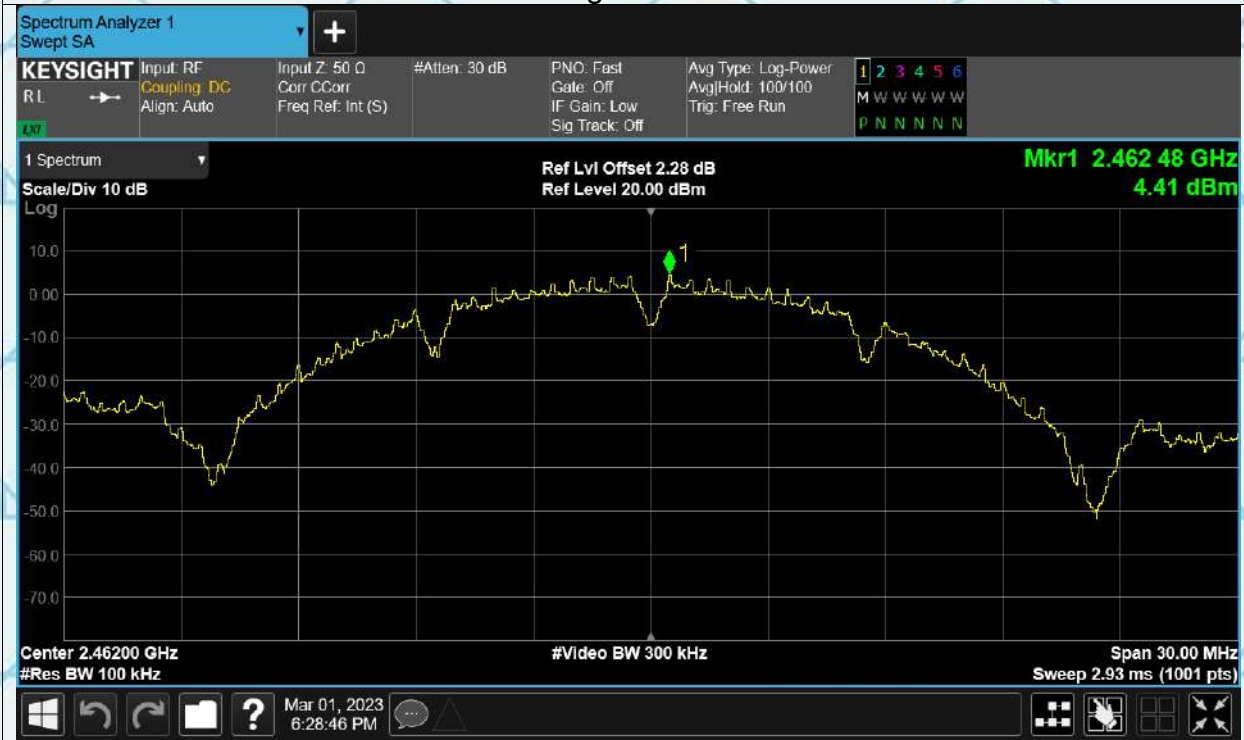 Spectrum Analyzer 1
Swept SA
+
KEYSIGHT
RL
LXI
Input: RF
Coupling: DC
Align: Auto
Input Z: 50 Ω
Corr CCorr
Freq Ref: Int (S)
#Atten: 30 dB
PNO: Fast
Gate: Off
IF Gain: Low
Sig Track: Off
Avg Type: Log-Power
Avg|Hold: 100/100
Trig: Free Run
1 2 3 4 5 6
M W W W W W
P N N N N N
1 Spectrum
Scale/Div 10 dB
Log
Ref Lvl Offset 2.28 dB
Ref Level 20.00 dBm
Mkr1 2.462 48 GHz
4.41 dBm
1
10.0
0.00
-10.0
-20.0
-30.0
-40.0
-50.0
-60.0
-70.0
Center 2.46200 GHz
#Res BW 100 kHz
#Video BW 300 kHz
Span 30.00 MHz
Sweep 2.93 ms (1001 pts)
?
Mar 01, 2023
6:28:46 PM